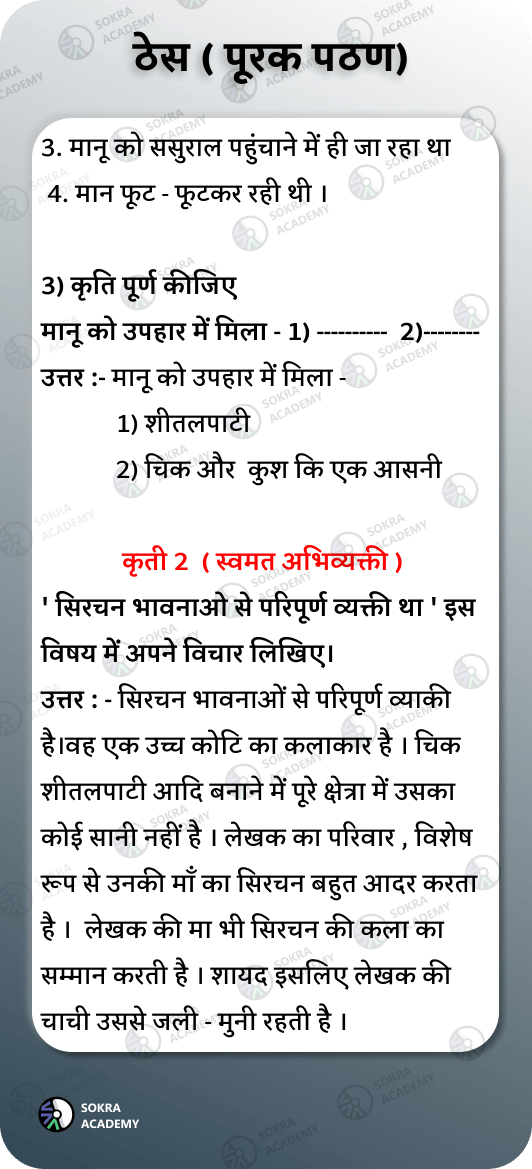 ठेस ( पूरक पठण)
3. मानू को ससुराल पहुंचाने में ही जा रहा था
4. मान फूट - फूटकर रही थी ।
3) कृति पूर्ण कीजिए
मानू को उपहार में मिला - 1) ---------- 2)--------
उत्तर :- मानू को उपहार में मिला -
1) शीतलपाटी
2) चिक और कुश कि एक आसनी
कृती 2 ( स्वमत अभिव्यक्ती )
' सिरचन भावनाओ से परिपूर्ण व्यक्ती था ' इस
विषय में अपने विचार लिखिए।
उत्तर : - सिरचन भावनाओं से परिपूर्ण व्याकी
है।वह एक उच्च कोटि का कलाकार है । चिक
शीतलपाटी आदि बनाने में पूरे क्षेत्रा में उसका
कोई सानी नहीं है । लेखक का परिवार , विशेष
रूप से उनकी माँ का सिरचन बहुत आदर करता
है । लेखक की मा भी सिरचन की कला का
सम्मान करती है । शायद इसलिए लेखक की
चाची उससे जली - मुनी रहती है ।
SOKRA
ACADEMY